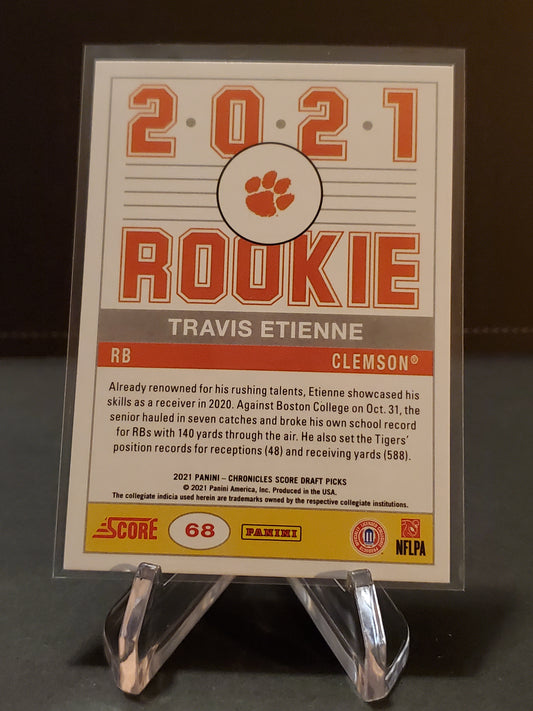 2·0·2·1
ROOKIE
TRAVIS ETIENNE
RB CLEMSON®
Already renowned for his rushing talents, Etienne showcased his
skills as a receiver in 2020. Against Boston College on Oct. 31, the
senior hauled in seven catches and broke his own school record
for RBs with 140 yards through the air. He also set the Tigers'
position records for receptions (48) and receiving yards (588).
2021 PANINI – CHRONICLES SCORE DRAFT PICKS
© 2021 Panini America, Inc. Produced in the USA.
The collegiate indicia used herein are trademarks owned by the respective collegiate institutions.
SCORE 68 PANINI NFLPA